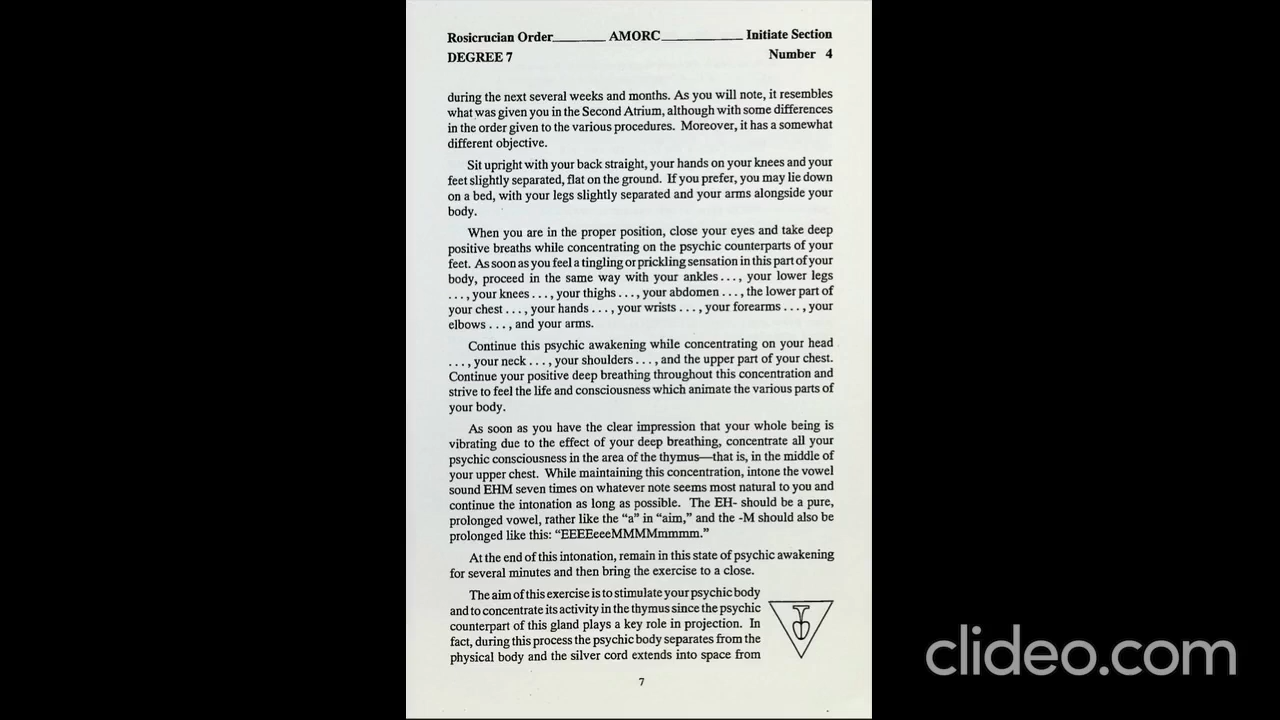 Rosicrucian Order________ AMORC____________ Initiate Section
DEGREE 7 Number 4
during the next several weeks and months. As you will note, it resembles
what was given you in the Second Atrium, although with some differences
in the order given to the various procedures. Moreover, it has a somewhat
different objective.
Sit upright with your back straight, your hands on your knees and your
feet slightly separated, flat on the ground. If you prefer, you may lie down
on a bed, with your legs slightly separated and your arms alongside your
body.
When you are in the proper position, close your eyes and take deep
positive breaths while concentrating on the psychic counterparts of your
feet. As soon as you feel a tingling or prickling sensation in this part of your
body, proceed in the same way with your ankles . . . , your lower legs
. . . , your knees . . . , your thighs . . . , your abdomen . . . , the lower part of
your chest . . . , your hands . . . , your wrists . . . , your forearms . . . , your
elbows . . . , and your arms.
Continue this psychic awakening while concentrating on your head
. . . , your neck . . . , your shoulders . . . , and the upper part of your chest.
Continue your positive deep breathing throughout this concentration and
strive to feel the life and consciousness which animate the various parts of
your body.
As soon as you have the clear impression that your whole being is
vibrating due to the effect of your deep breathing, concentrate all your
psychic consciousness in the area of the thymus—that is, in the middle of
your upper chest. While maintaining this concentration, intone the vowel
sound EHM seven times on whatever note seems most natural to you and
continue the intonation as long as possible. The EH- should be a pure,
prolonged vowel, rather like the “a” in “aim,” and the -M should also be
prolonged like this: “EEEEeeeMMMMmmmm.”
At the end of this intonation, remain in this state of psychic awakening
for several minutes and then bring the exercise to a close.
The aim of this exercise is to stimulate your psychic body
and to concentrate its activity in the thymus since the psychic
counterpart of this gland plays a key role in projection. In
fact, during this process the psychic body separates from the
physical body and the silver cord extends into space from
7
clideo.com